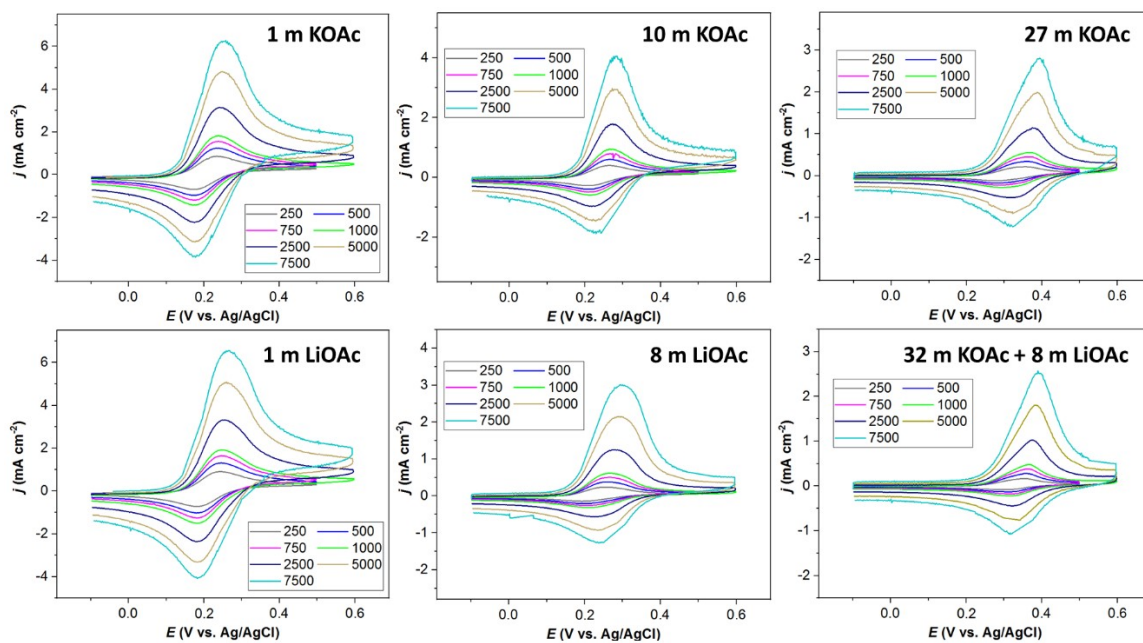 1 m KOAc
6
4
2
0
-2
-4
j (mA cm⁻²)
250 500
750 1000
2500 5000
7500
0.0 0.2 0.4 0.6
E (V vs. Ag/AgCl)
10 m KOAc
4
2
0
-2
j (mA cm⁻²)
250 500
750 1000
2500 5000
7500
0.0 0.2 0.4 0.6
E (V vs. Ag/AgCl)
27 m KOAc
3
2
1
0
-1
-2
j (mA cm⁻²)
250 500
750 1000
2500 5000
7500
0.0 0.2 0.4 0.6
E (V vs. Ag/AgCl)
1 m LiOAc
6
4
2
0
-2
-4
j (mA cm⁻²)
250 500
750 1000
2500 5000
7500
0.0 0.2 0.4 0.6
E (V vs. Ag/AgCl)
8 m LiOAc
4
3
2
1
0
-1
-2
j (mA cm⁻²)
250 500
750 1000
2500 5000
7500
0.0 0.2 0.4 0.6
E (V vs. Ag/AgCl)
32 m KOAc + 8 m LiOAc
3
2
1
0
-1
-2
j (mA cm⁻²)
250 500
750 1000
2500 5000
7500
0.0 0.2 0.4 0.6
E (V vs. Ag/AgCl)